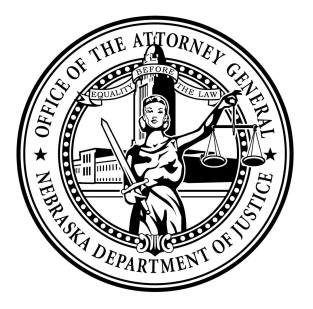 OFFICE OF THE ATTORNEY GENERAL
EQUALITY BEFORE THE LAW
NEBRASKA DEPARTMENT OF JUSTICE